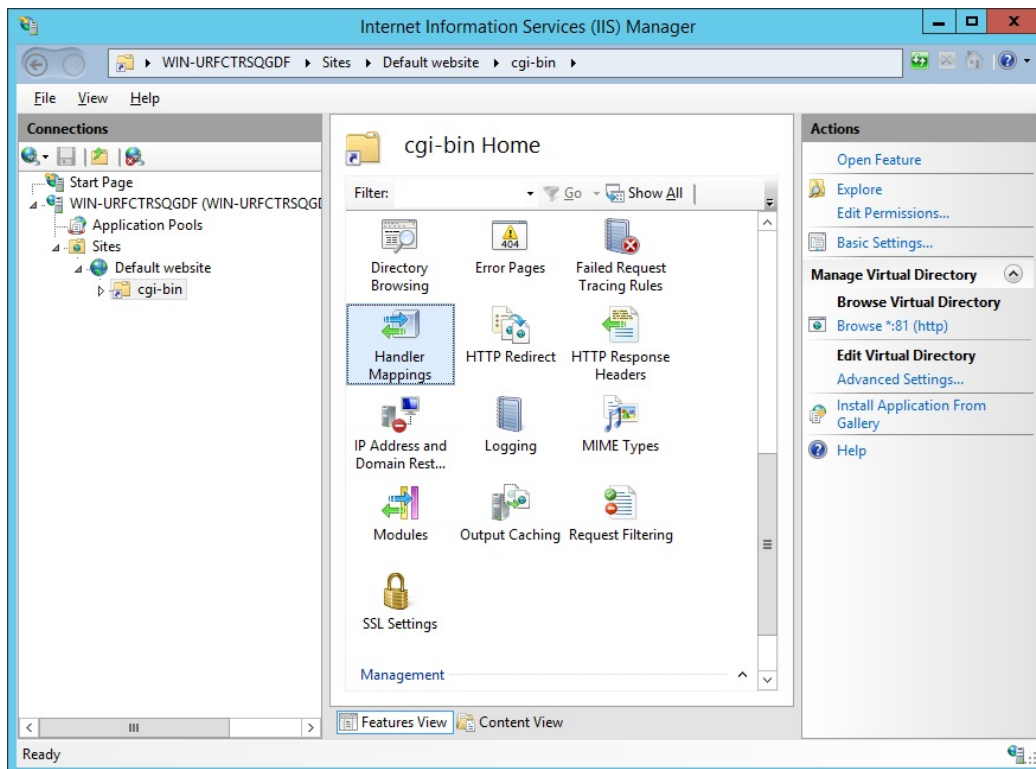 Internet Information Services (IIS) Manager
WIN-URFCTRSQGDF
Sites
Default website
cgi-bin
File
View
Help
Connections
Start Page
WIN-URFCTRSQGDF (WIN-URFCTRSQGI
Application Pools
Sites
Default website
cgi-bin
cgi-bin Home
Filter:
Go
Show All
Directory
Browsing
404
Error Pages
Failed Request
Tracing Rules
Handler
Mappings
HTTP Redirect
HTTP Response
Headers
IP Address and
Domain Rest...
Logging
MIME Types
Modules
Output Caching
Request Filtering
SSL Settings
Management
Features View
Content View
Actions
Open Feature
Explore
Edit Permissions...
Basic Settings...
Manage Virtual Directory
Browse Virtual Directory
Browse *:81 (http)
Edit Virtual Directory
Advanced Settings...
Install Application From
Gallery
Help
Ready